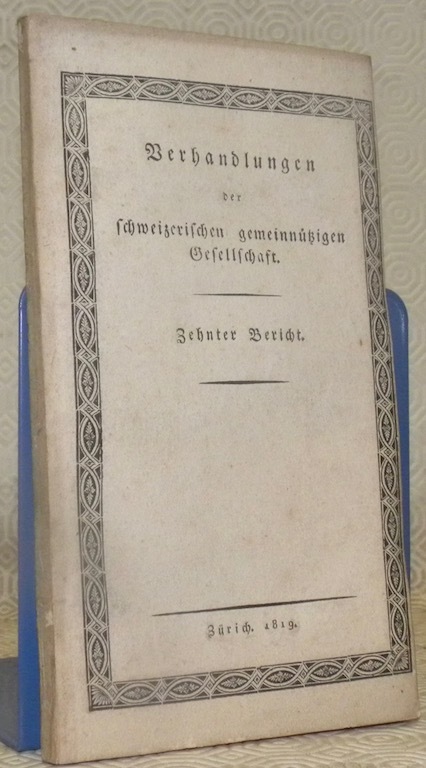 Verhandlungen
der
schweizerischen gemeinnützigen
Gesellschaft.
Zehnter Bericht.
Zürich. 1819.